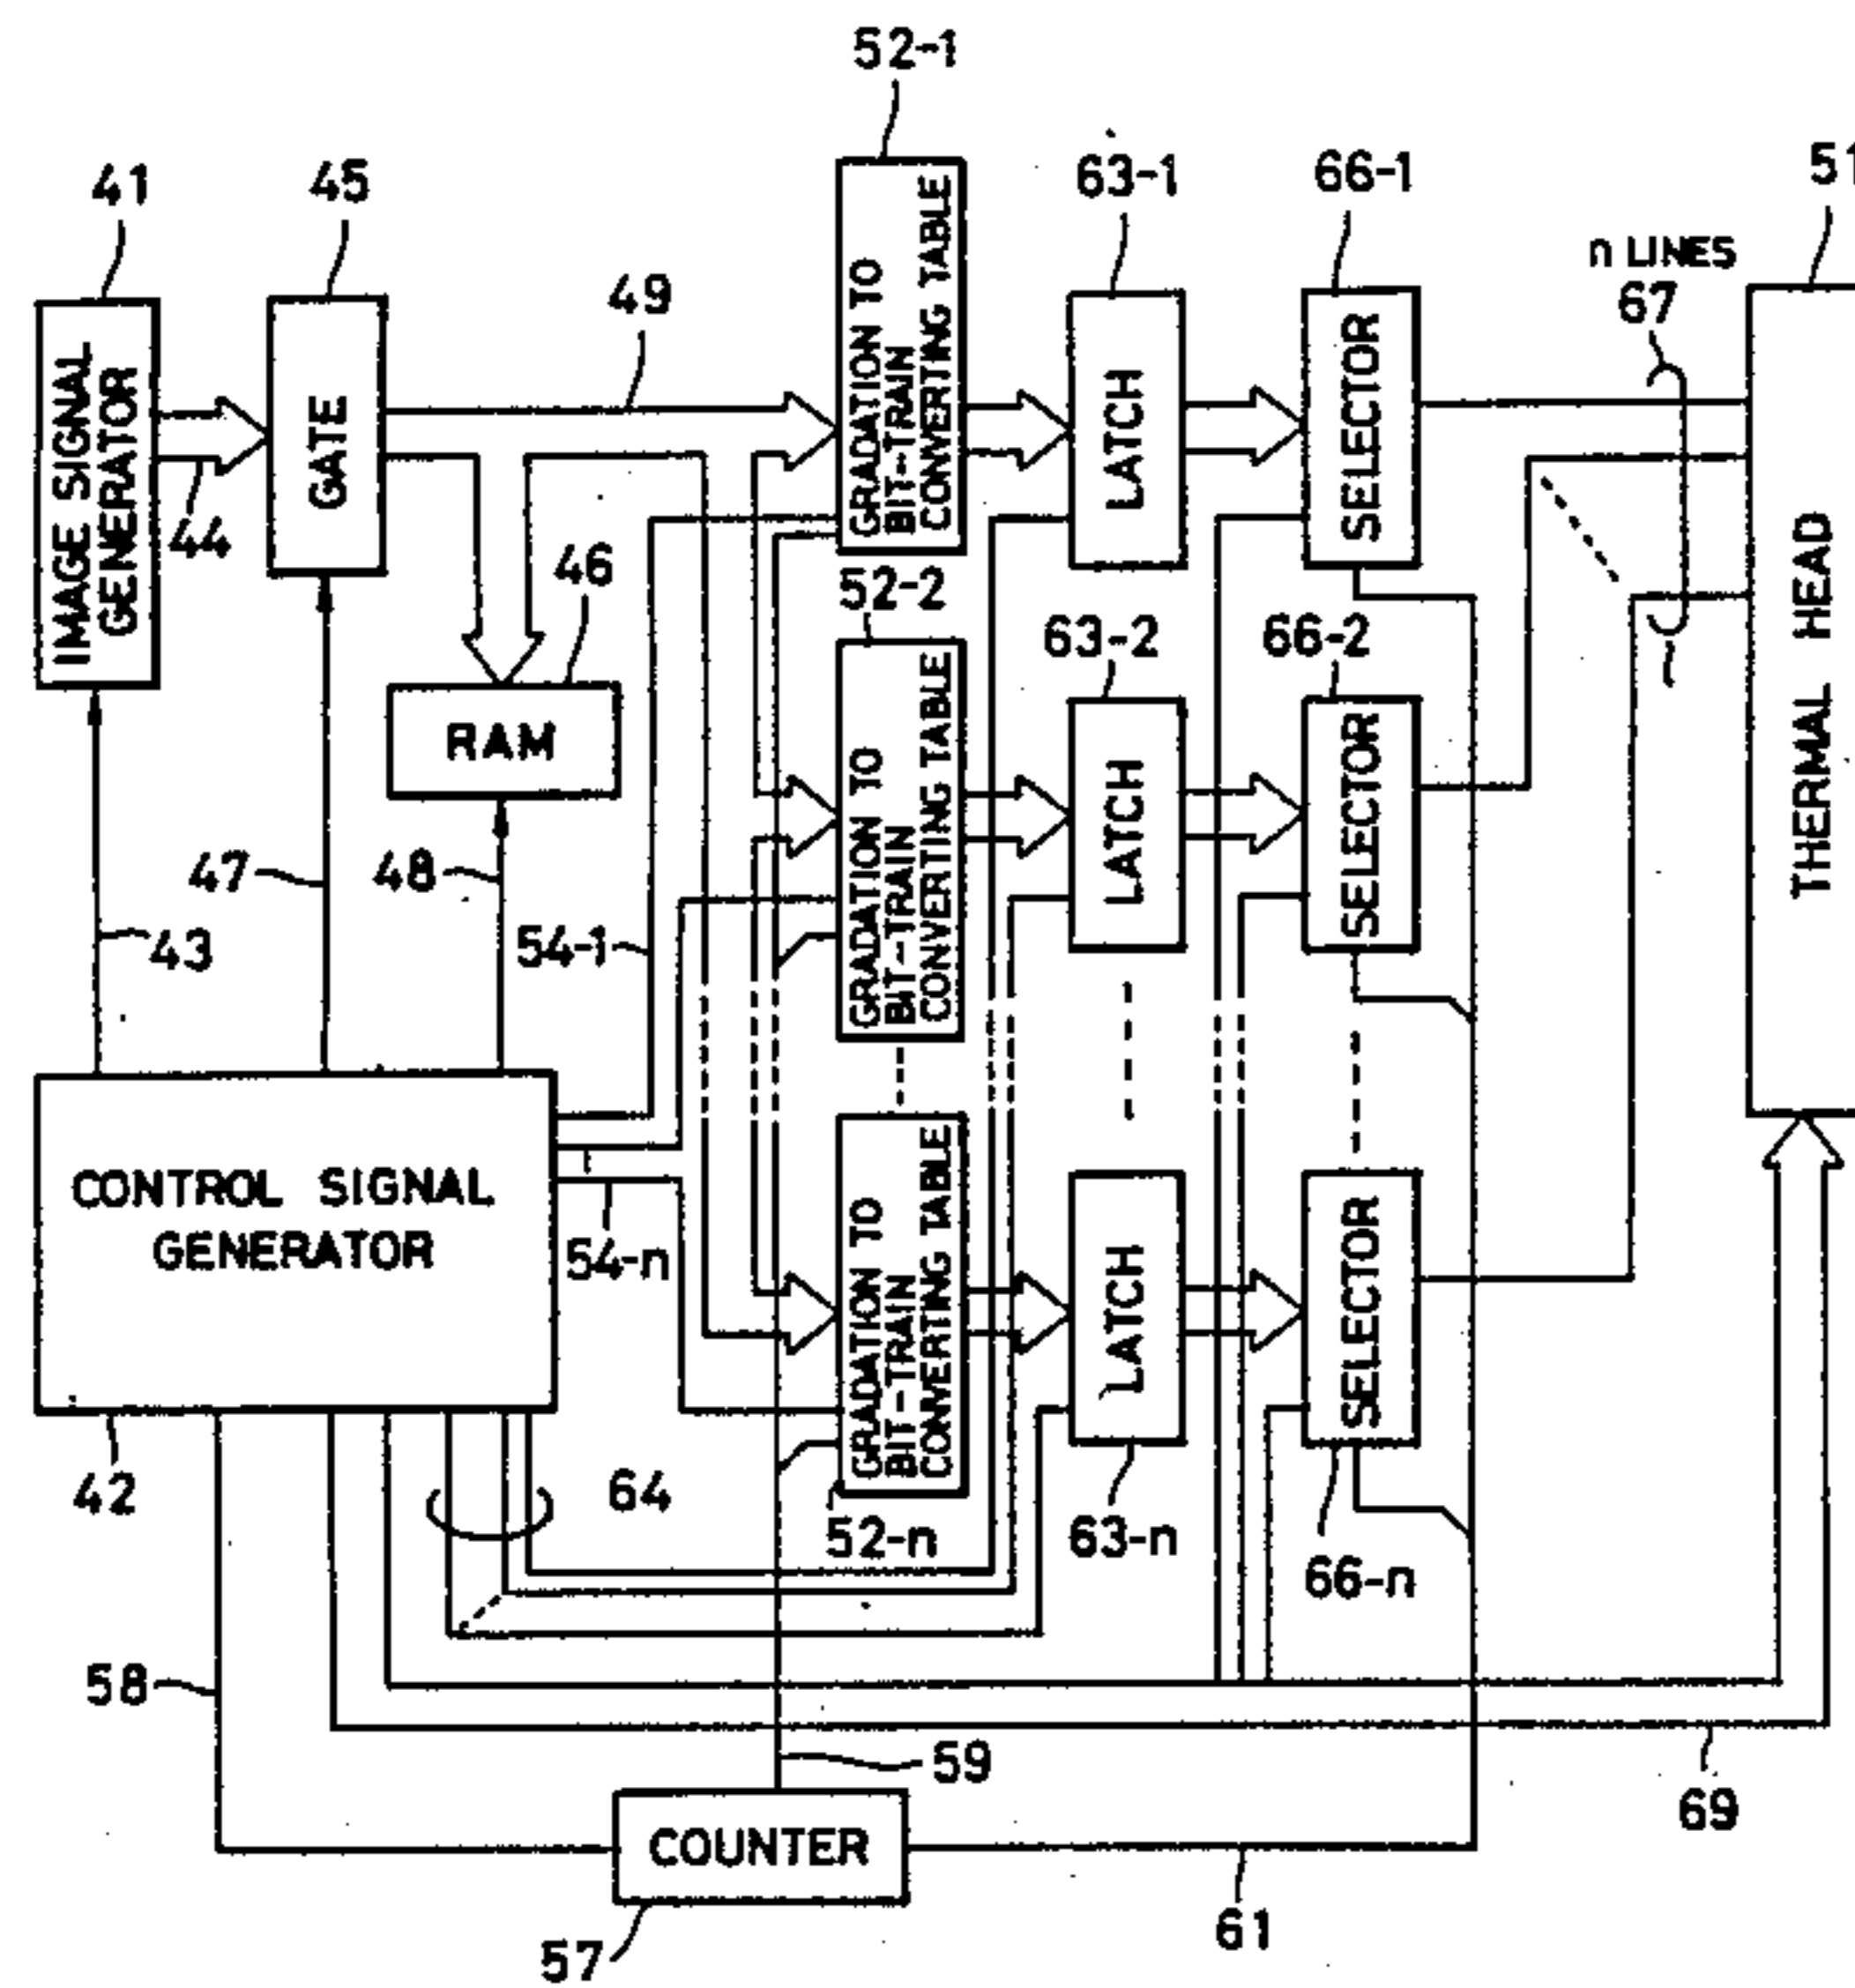 52-1
41
45
63-1
66-1
51
n LINES
67
49
IMAGE SIGNAL
GENERATOR
GATE
GRADATION TO
BIT-TRAIN
CONVERTING TABLE
LATCH
SELECTOR
THERMAL HEAD
44
46
52-2
63-2
66-2
RAM
GRADATION TO
BIT-TRAIN
CONVERTING TABLE
LATCH
SELECTOR
47
48
43
54-1
CONTROL SIGNAL
GENERATOR
54-n
GRADATION TO
BIT-TRAIN
CONVERTING TABLE
LATCH
SELECTOR
42
64
52-n
63-n
66-n
58
59
69
COUNTER
57
61